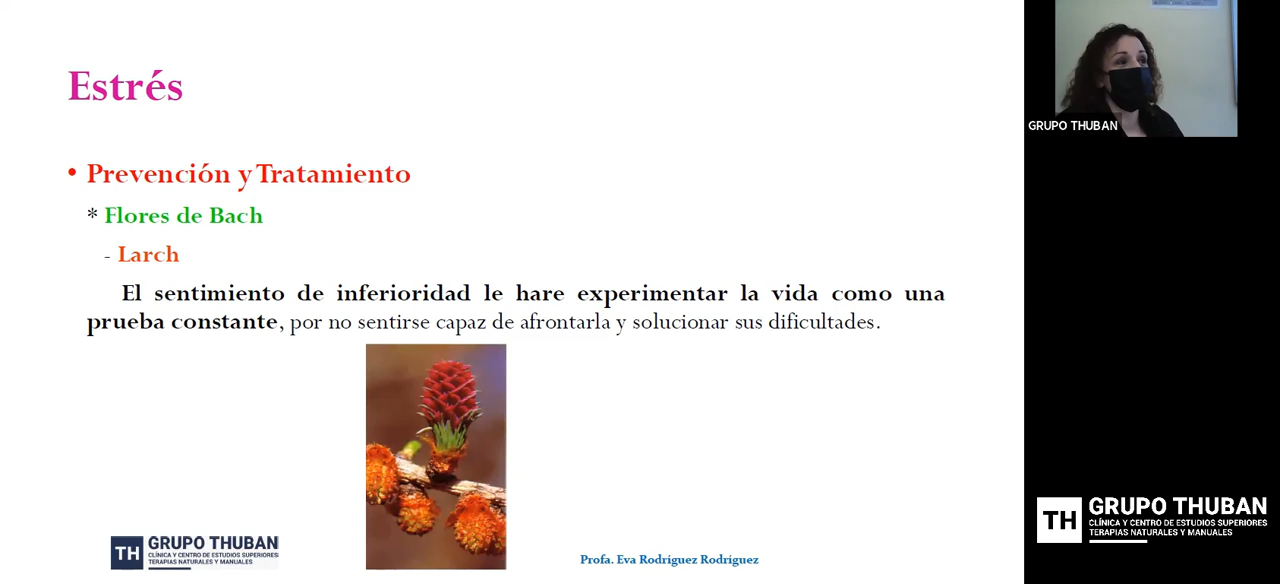 Estrés
• Prevención y Tratamiento
* Flores de Bach
- Larch
El sentimiento de inferioridad le hare experimentar la vida como una
prueba constante, por no sentirse capaz de afrontarla y solucionar sus dificultades.
TH GRUPO THUBAN
CLÍNICA Y CENTRO DE ESTUDIOS SUPERIORES
TERAPIAS NATURALES Y MANUALES
Profa. Eva Rodríguez Rodríguez
GRUPO THUBAN
TH GRUPO THUBAN
CLÍNICA Y CENTRO DE ESTUDIOS SUPERIORES
TERAPIAS NATURALES Y MANUALES